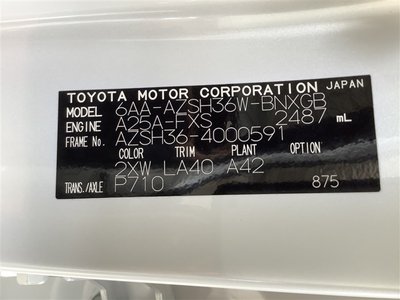 TOYOTA MOTOR CORPORATION JAPAN
MODEL 6AA-AZSH36W-BNXGB
ENGINE A25A-FXS 2487 mL
FRAME No. AZSH36-4000591
COLOR TRIM PLANT OPTION
2XW LA40 A42
TRANS./AXLE P710 875